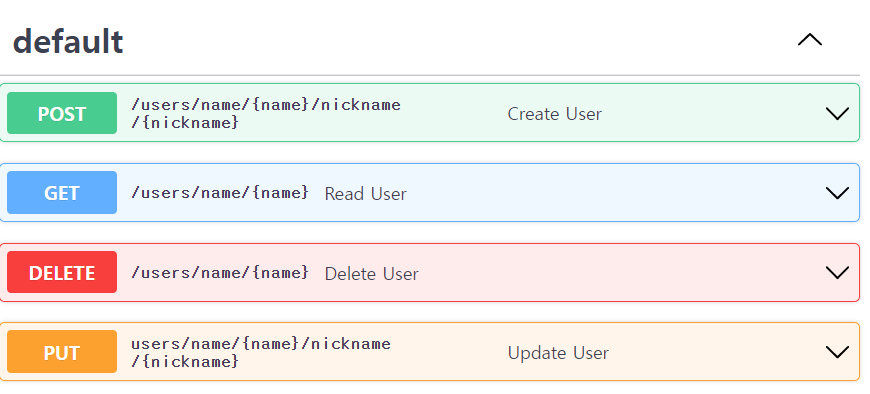 default
POST /users/name/{name}/nickname
/{nickname} Create User
GET /users/name/{name} Read User
DELETE /users/name/{name} Delete User
PUT users/name/{name}/nickname
/{nickname} Update User